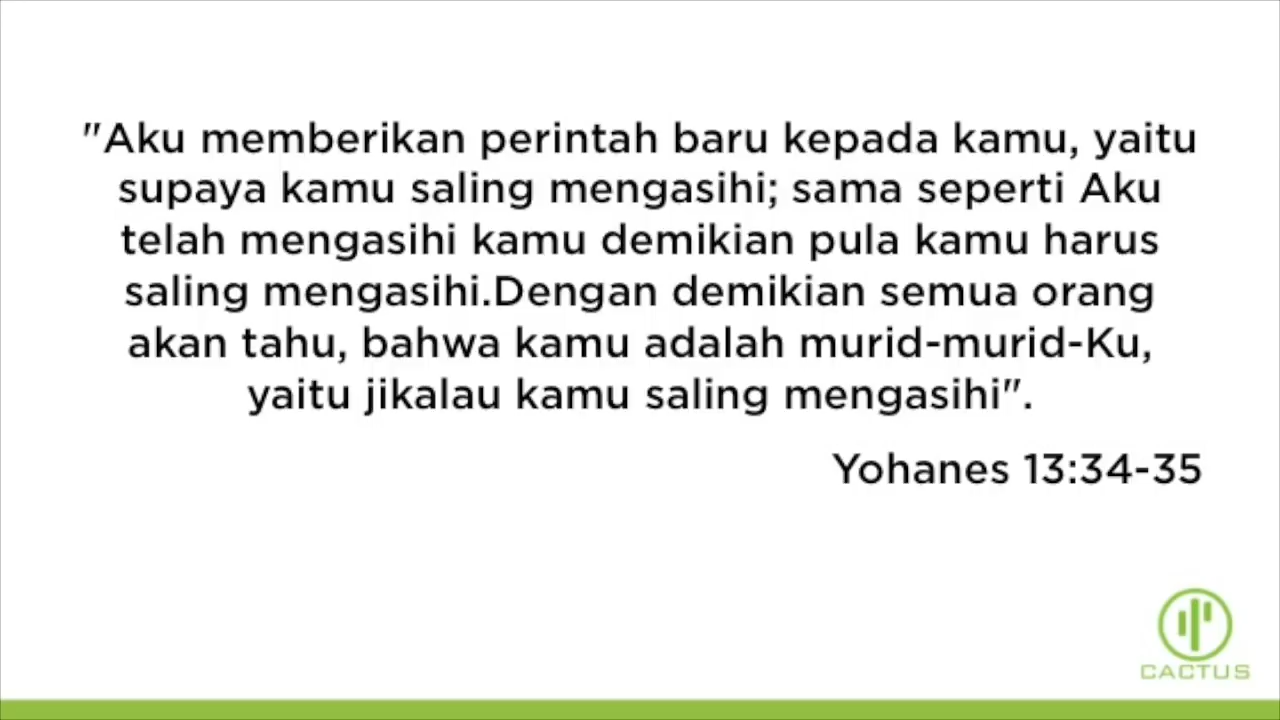 "Aku memberikan perintah baru kepada kamu, yaitu
supaya kamu saling mengasihi; sama seperti Aku
telah mengasihi kamu demikian pula kamu harus
saling mengasihi.Dengan demikian semua orang
akan tahu, bahwa kamu adalah murid-murid-Ku,
yaitu jikalau kamu saling mengasihi".
Yohanes 13:34-35
CACTUS